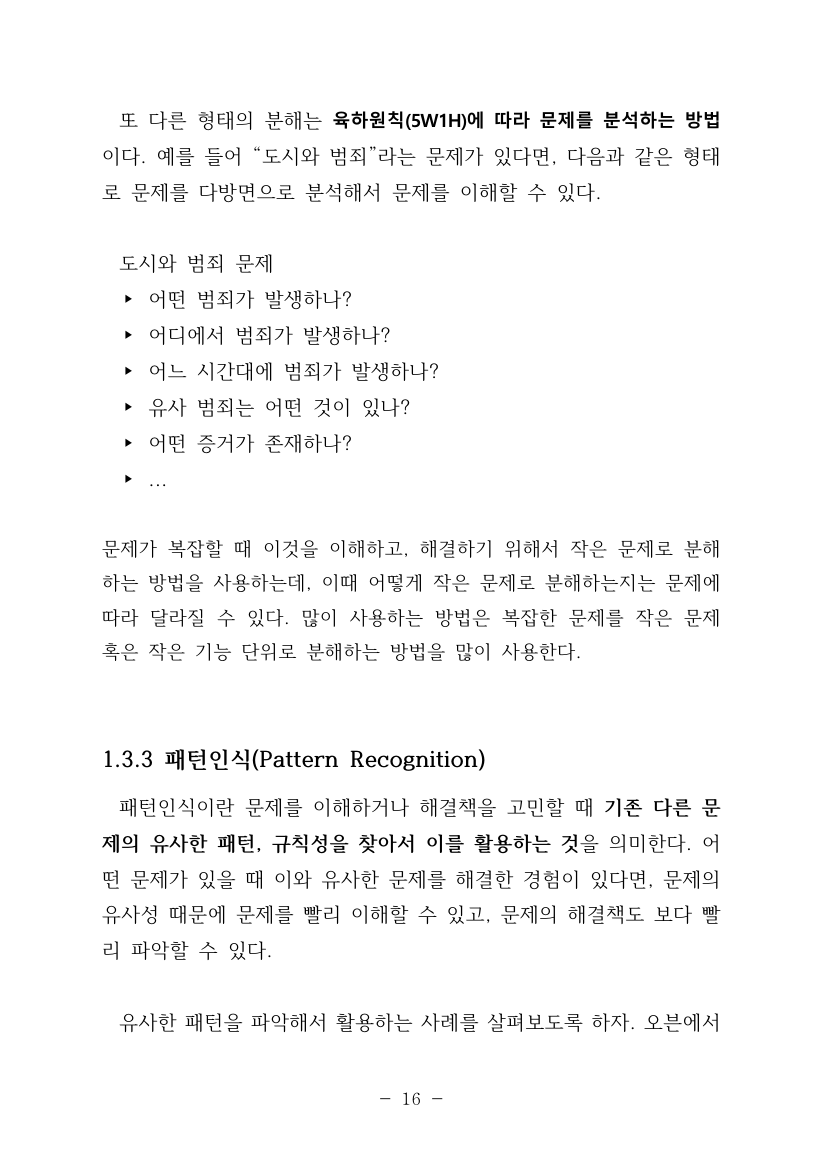 또 다른 형태의 분해는 육하원칙(5W1H)에 따라 문제를 분석하는 방법
이다. 예를 들어 “도시와 범죄”라는 문제가 있다면, 다음과 같은 형태
로 문제를 다방면으로 분석해서 문제를 이해할 수 있다.
도시와 범죄 문제
▶ 어떤 범죄가 발생하나?
▶ 어디에서 범죄가 발생하나?
▶ 어느 시간대에 범죄가 발생하나?
▶ 유사 범죄는 어떤 것이 있나?
▶ 어떤 증거가 존재하나?
▶ ...
문제가 복잡할 때 이것을 이해하고, 해결하기 위해서 작은 문제로 분해
하는 방법을 사용하는데, 이때 어떻게 작은 문제로 분해하는지는 문제에
따라 달라질 수 있다. 많이 사용하는 방법은 복잡한 문제를 작은 문제
혹은 작은 기능 단위로 분해하는 방법을 많이 사용한다.
1.3.3 패턴인식(Pattern Recognition)
패턴인식이란 문제를 이해하거나 해결책을 고민할 때 기존 다른 문
제의 유사한 패턴, 규칙성을 찾아서 이를 활용하는 것을 의미한다. 어
떤 문제가 있을 때 이와 유사한 문제를 해결한 경험이 있다면, 문제의
유사성 때문에 문제를 빨리 이해할 수 있고, 문제의 해결책도 보다 빨
리 파악할 수 있다.
유사한 패턴을 파악해서 활용하는 사례를 살펴보도록 하자. 오븐에서
- 16 -